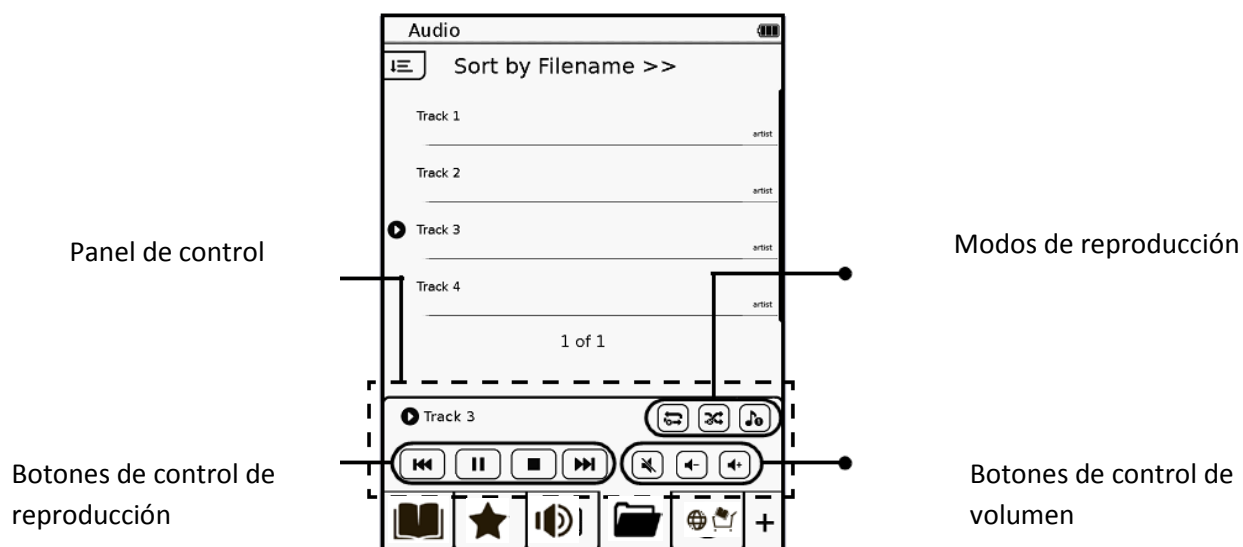 Audio
Sort by Filename >>
Track 1
artist
Track 2
artist
Track 3
artist
Track 4
artist
1 of 1
Track 3
Panel de control
Modos de reproducción
Botones de control de
reproducción
Botones de control de
volumen